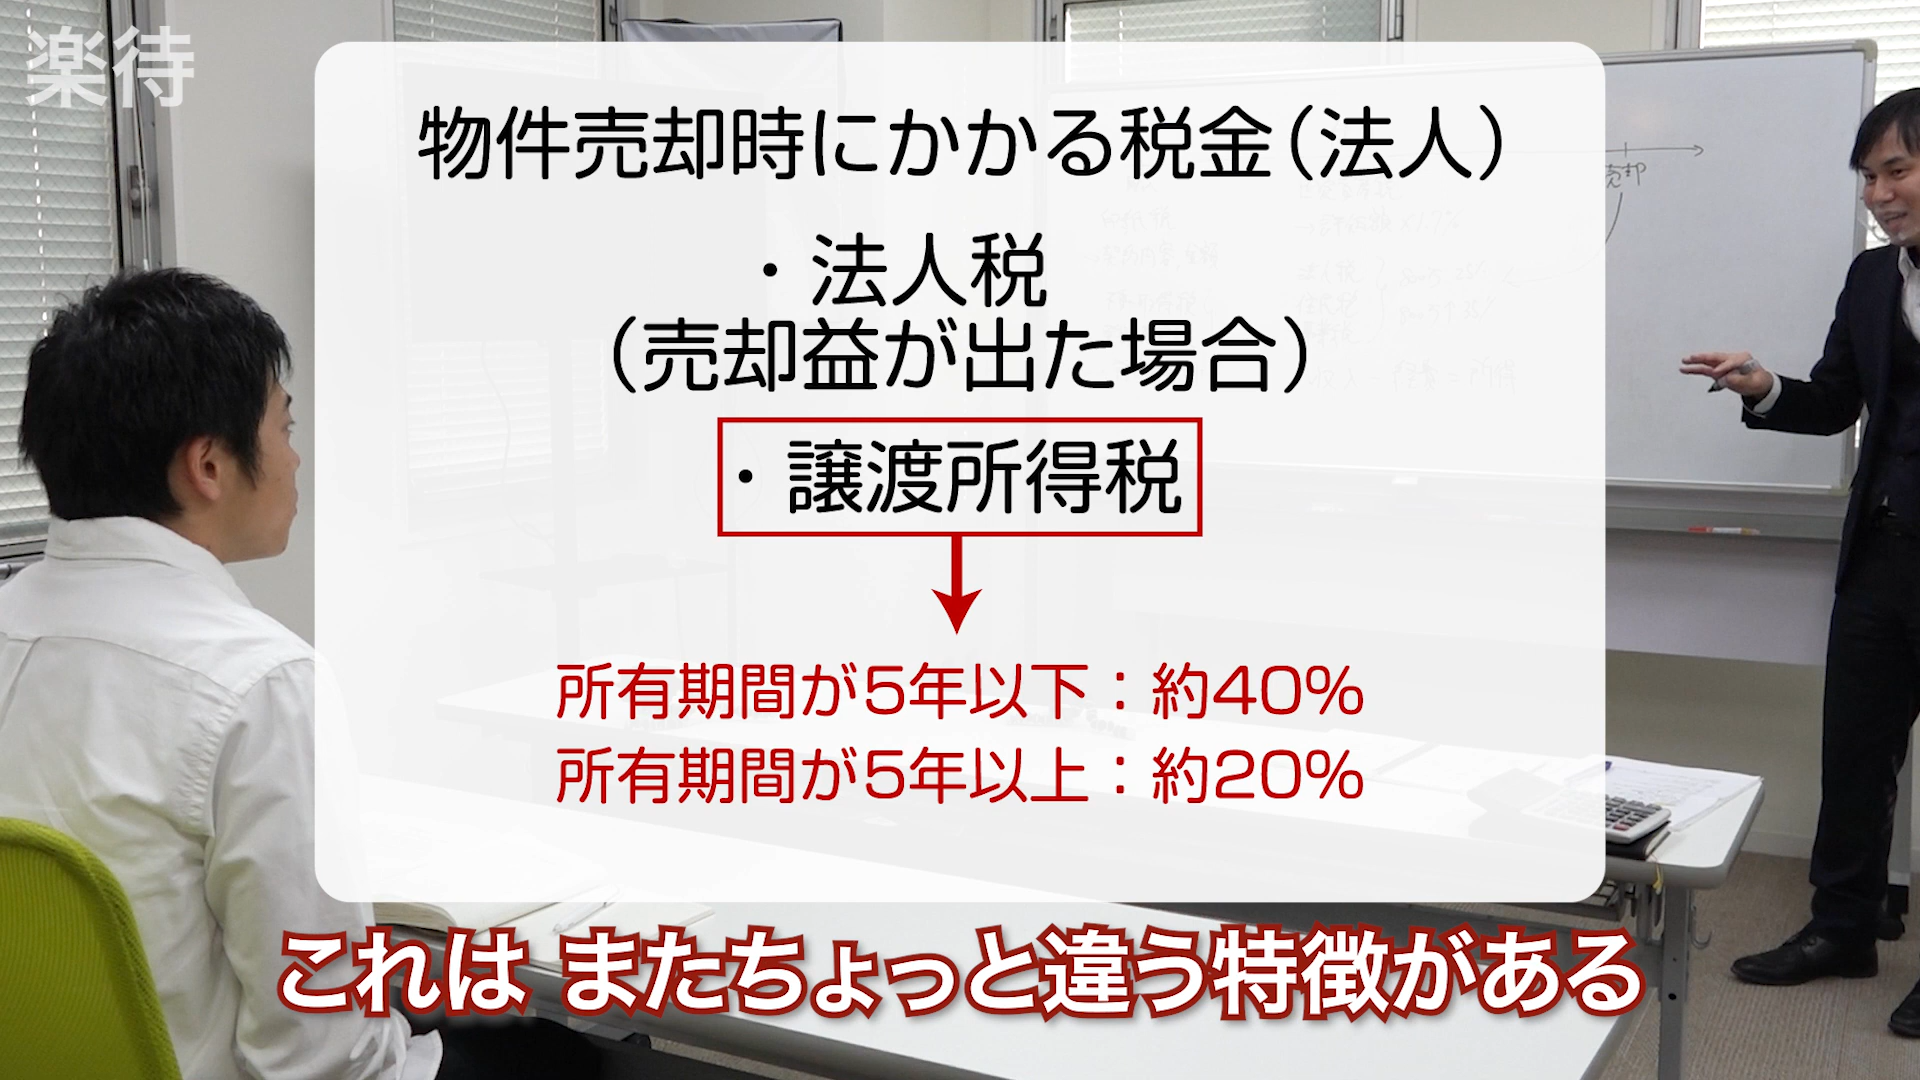 楽待
物件売却時にかかる税金（法人）
・法人税
（売却益が出た場合）
・譲渡所得税
所有期間が5年以下：約40%
所有期間が5年以上：約20%
売却
これは またちょっと違う特徴がある